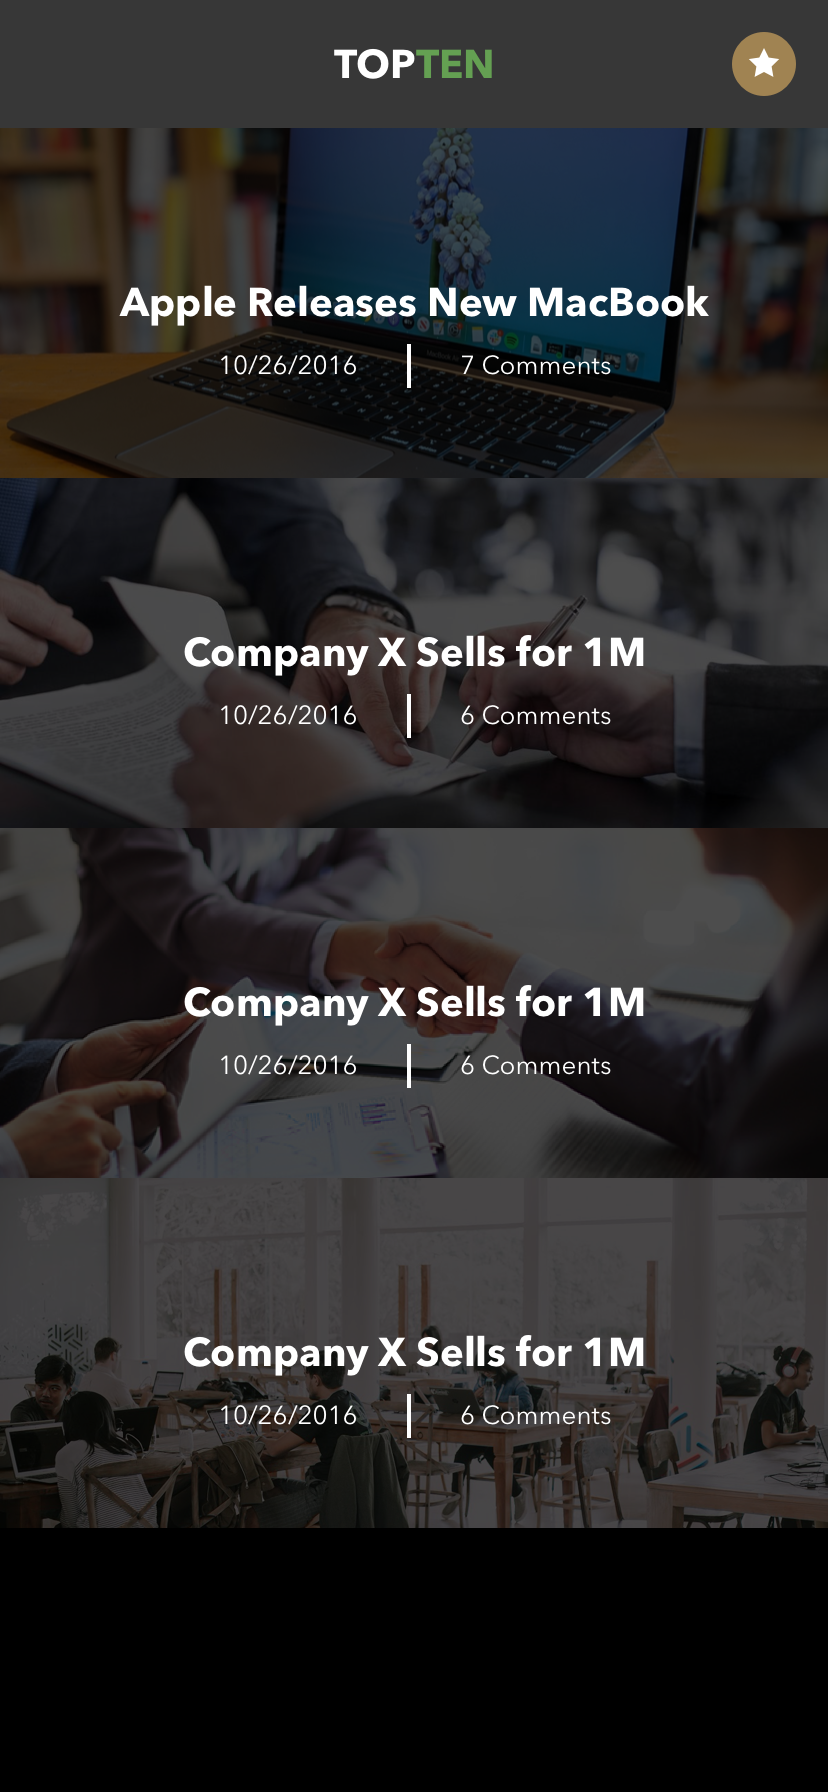 TOPTEN
Apple Releases New MacBook
10/26/2016 | 7 Comments
Company X Sells for 1M
10/26/2016 | 6 Comments
Company X Sells for 1M
10/26/2016 | 6 Comments
Company X Sells for 1M
10/26/2016 | 6 Comments